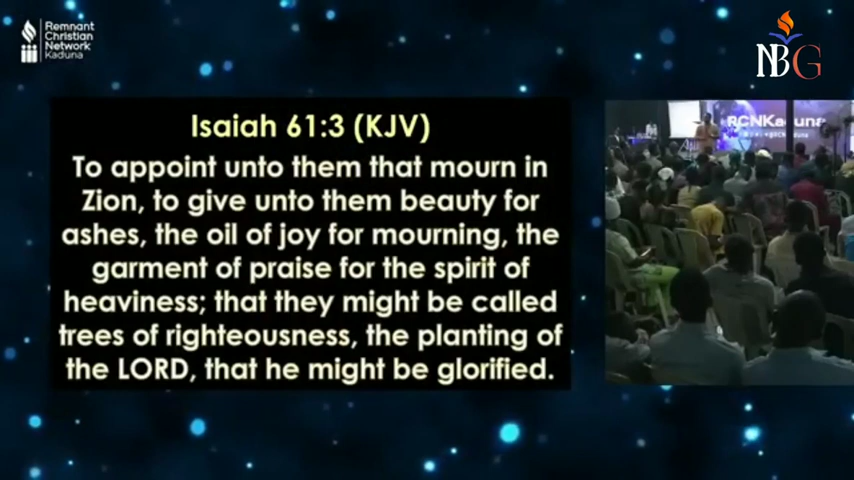 Remnant
Christian
Network
Kaduna
NBG
Isaiah 61:3 (KJV)
To appoint unto them that mourn in
Zion, to give unto them beauty for
ashes, the oil of joy for mourning, the
garment of praise for the spirit of
heaviness; that they might be called
trees of righteousness, the planting of
the LORD, that he might be glorified.
RCNKaduna